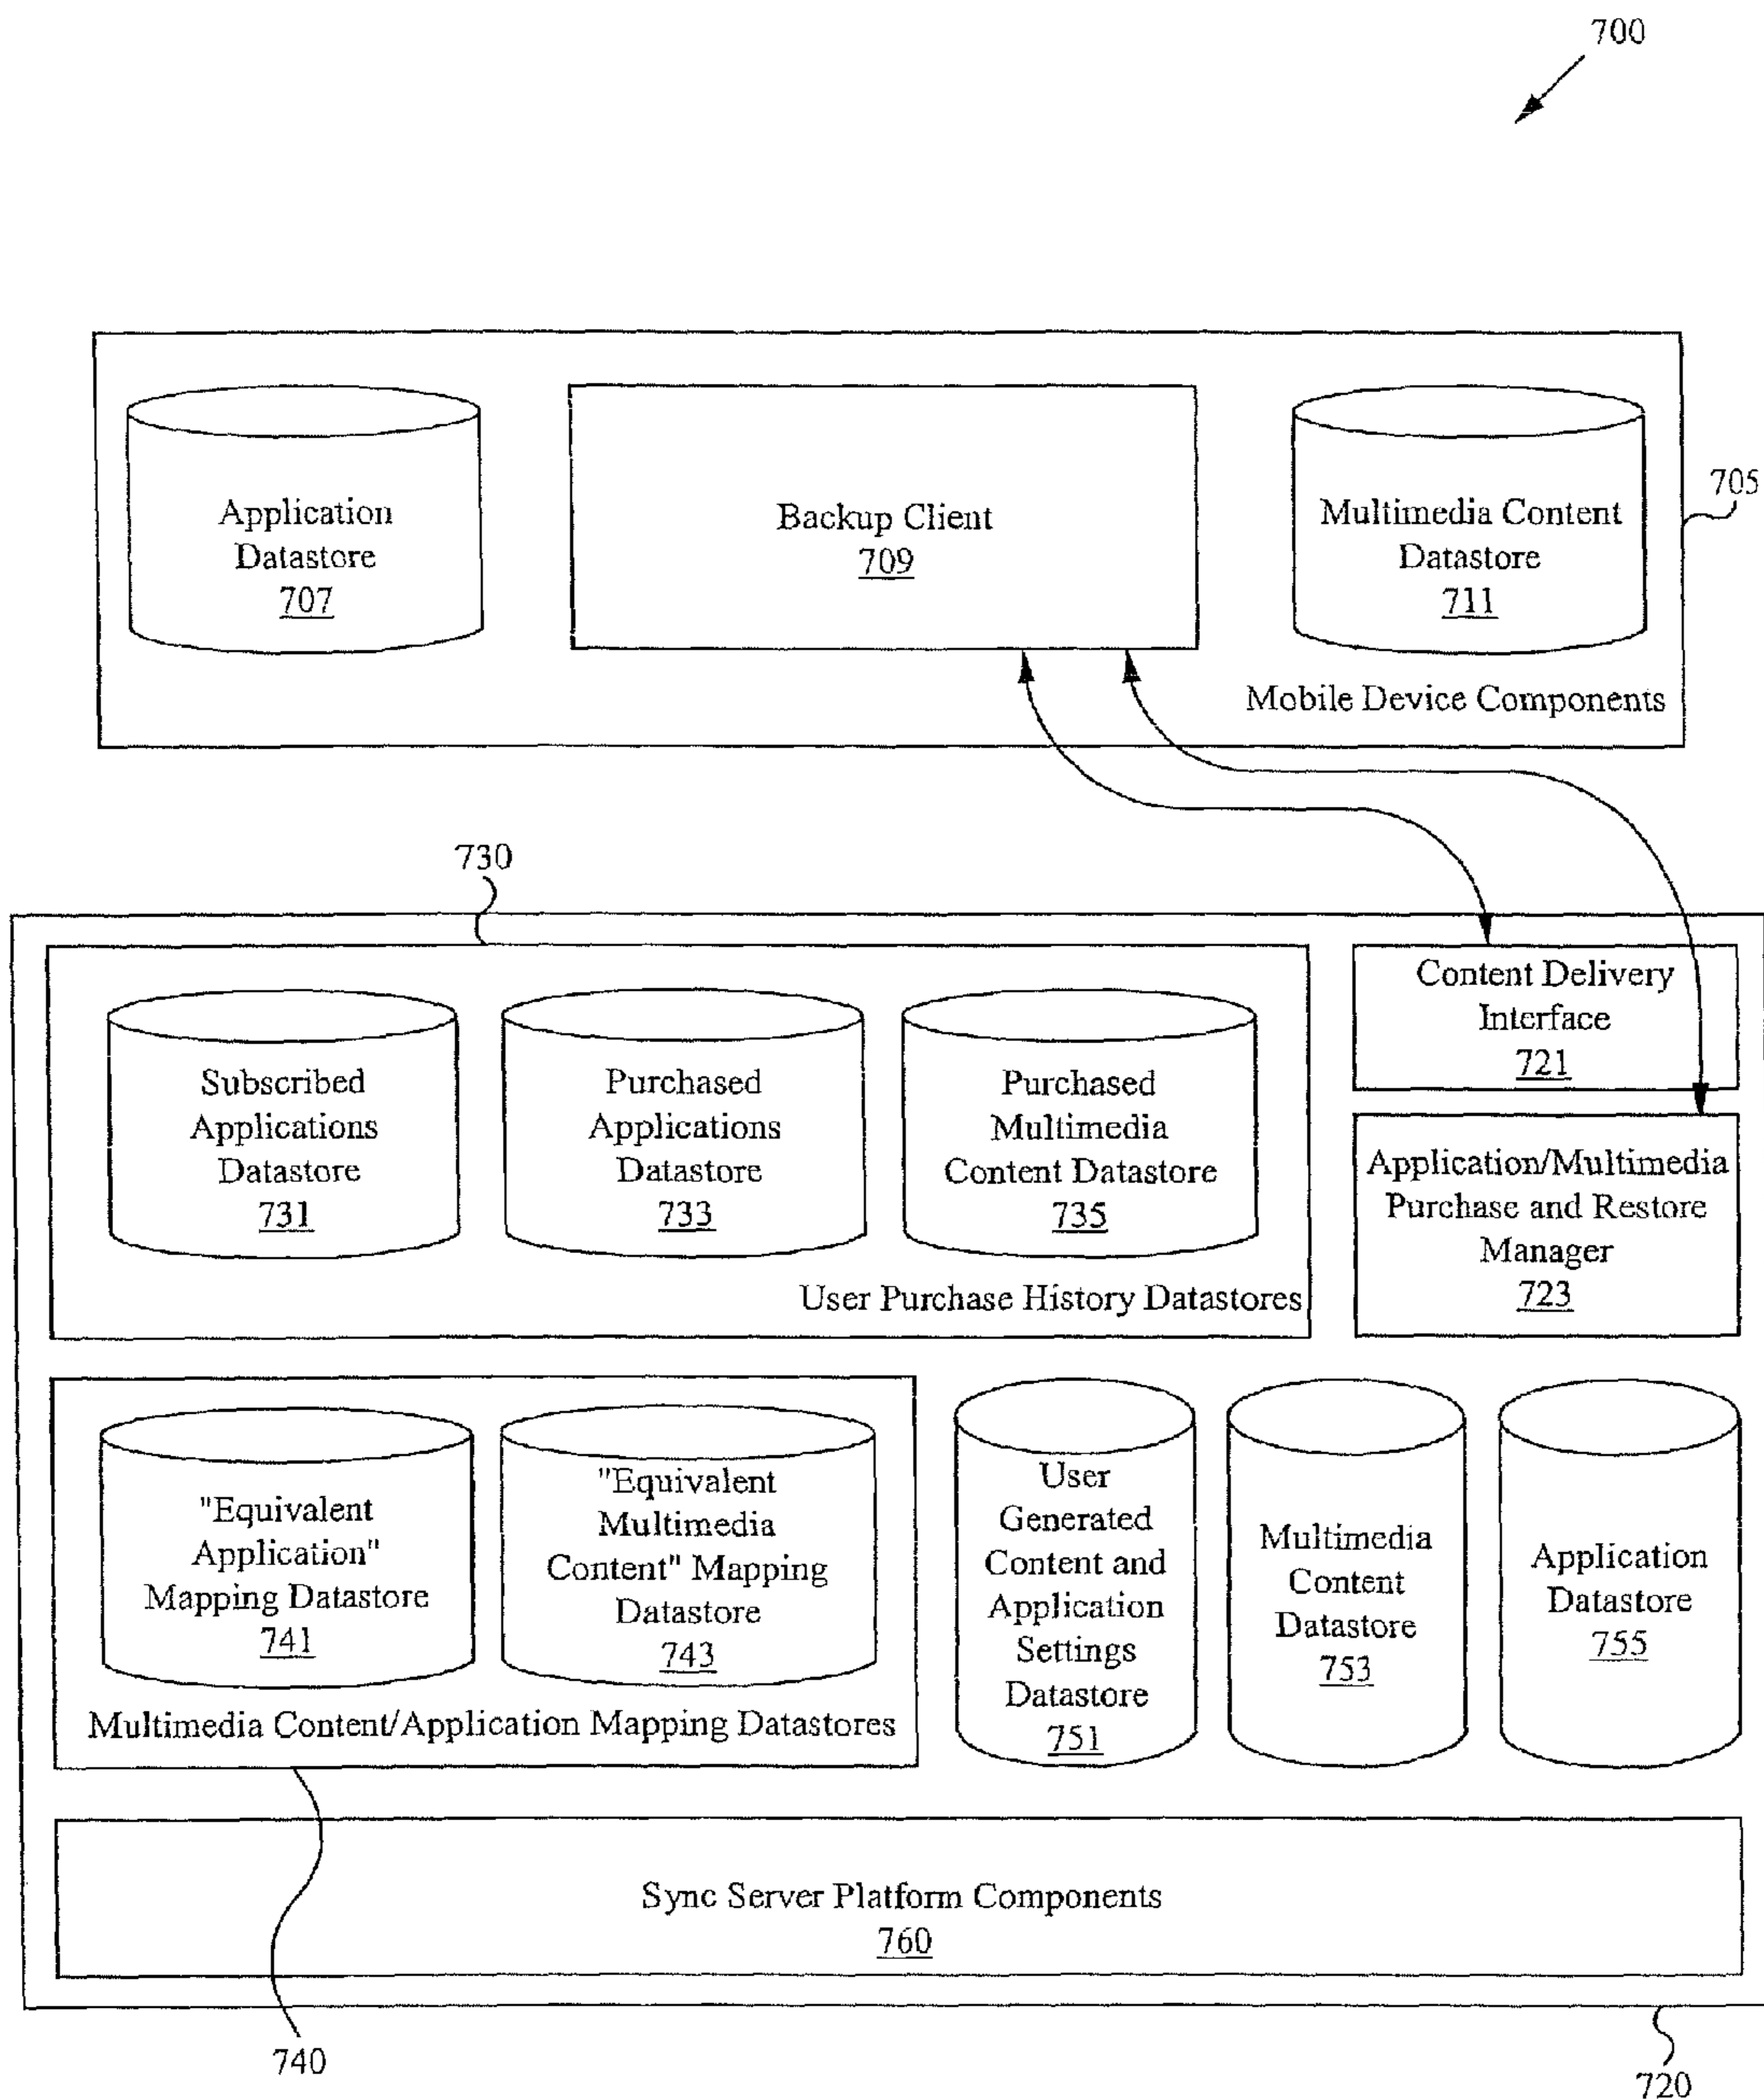 700
Application
Datastore
707
Backup Client
709
Multimedia Content
Datastore
711
705
Mobile Device Components
730
Subscribed
Applications
Datastore
731
Purchased
Applications
Datastore
733
Purchased
Multimedia
Content Datastore
735
User Purchase History Datastores
Content Delivery
Interface
721
Application/Multimedia
Purchase and Restore
Manager
723
"Equivalent
Application"
Mapping Datastore
741
"Equivalent
Multimedia
Content" Mapping
Datastore
743
Multimedia Content/Application Mapping Datastores
User
Generated
Content and
Application
Settings
Datastore
751
Multimedia
Content
Datastore
753
Application
Datastore
755
Sync Server Platform Components
760
740
720